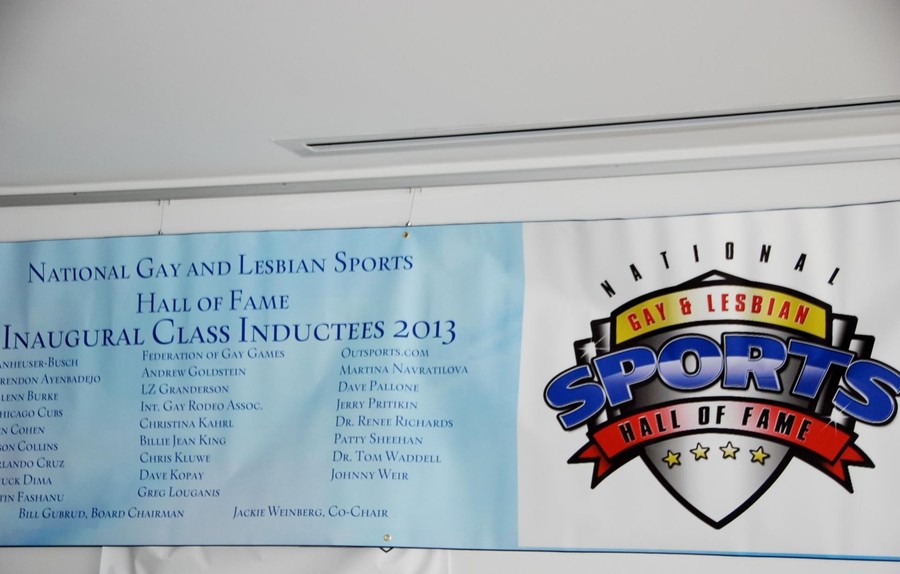 NATIONAL GAY AND LESBIAN SPORTS
HALL OF FAME
INAUGURAL CLASS INDUCTEES 2013
ANHEUSER-BUSCH
RENDON AYENBADEJO
LENN BURKE
HICAGO CUBS
N COHEN
SON COLLINS
RLANDO CRUZ
UCK DIMA
TIN FASHANU
FEDERATION OF GAY GAMES
ANDREW GOLDSTEIN
LZ GRANDERSON
INT. GAY RODEO ASSOC.
CHRISTINA KAHRL
BILLIE JEAN KING
CHRIS KLUWE
DAVE KOPAY
GREG LOUGANIS
OUTSPORTS.COM
MARTINA NAVRATILOVA
DAVE PALLONE
JERRY PRITIKIN
DR. RENEE RICHARDS
PATTY SHEEHAN
DR. TOM WADDELL
JOHNNY WEIR
BILL GUBRUD, BOARD CHAIRMAN JACKIE WEINBERG, CO-CHAIR
NATIONAL
GAY & LESBIAN
SPORTS
HALL OF FAME